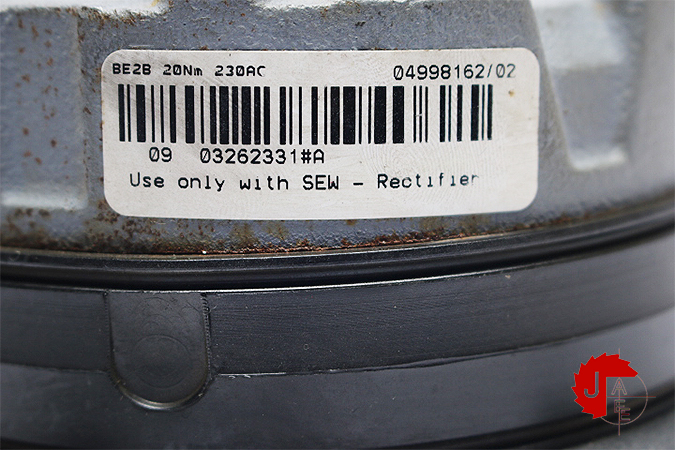 BE2B 20Nm 230AC 04998162/02
09 03262331#A
Use only with SEW - Rectifier
J